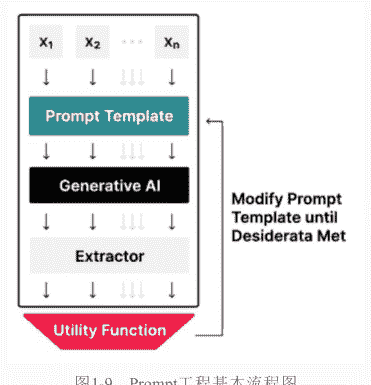 X1 X2 ... Xn
Prompt Template
Generative AI
Extractor
Utility Function
Modify Prompt
Template until
Desiderata Met
图1-9 Prompt工程基本流程图